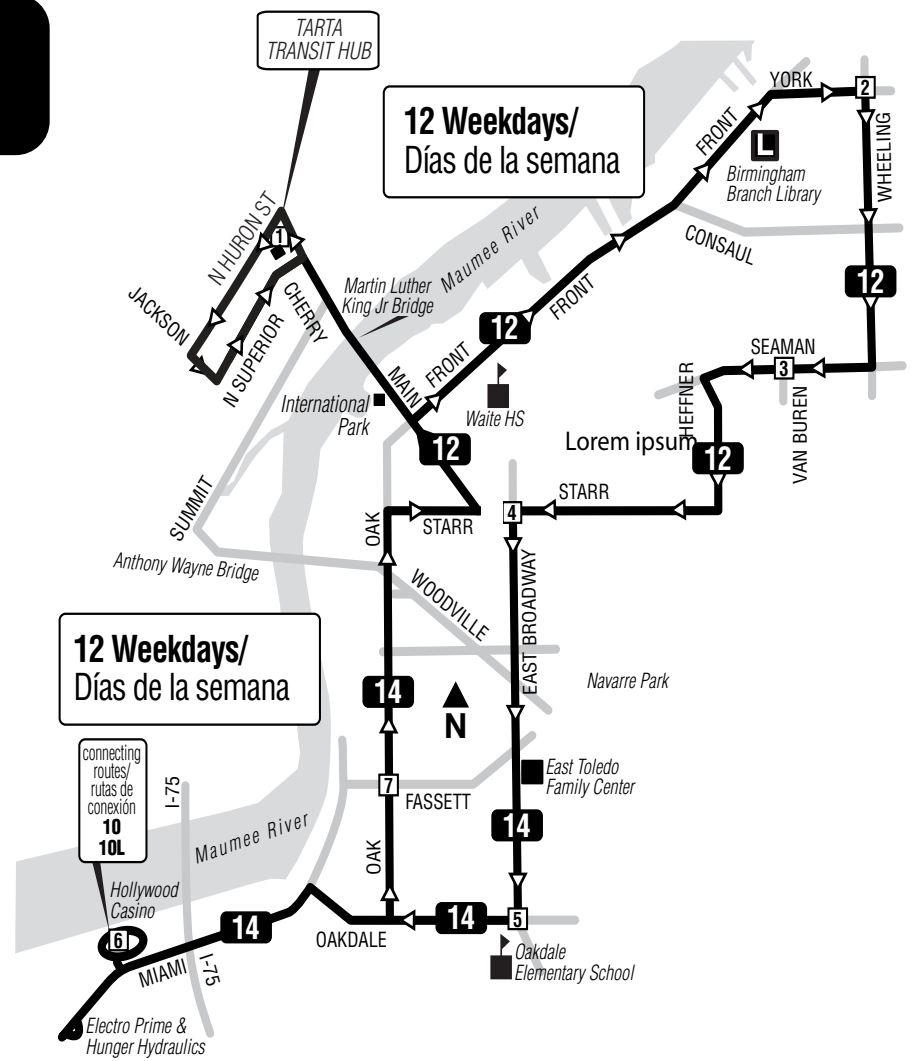 TARTA
TRANSIT HUB
12 Weekdays/
Días de la semana
YORK
2
FRONT
L
Birmingham
Branch Library
WHEELING
N HURON ST
1
Maumee River
CONSAUL
JACKSON
N SUPERIOR
CHERRY
Martin Luther
King Jr Bridge
12
FRONT
12
FRONT
MAIN
SEAMAN
3
HEFFNER
VAN BUREN
International
Park
Waite HS
12
Lorem ipsum
12
SUMMIT
OAK
STARR
4
STARR
Anthony Wayne Bridge
WOODVILLE
EAST BROADWAY
12 Weekdays/
Días de la semana
14
N
Navarre Park
connecting
routes/
rutas de
conexión
10
10L
I-75
7
FASSETT
East Toledo
Family Center
14
Maumee River
OAK
Hollywood
Casino
6
14
OAKDALE
14
5
MIAMI
I-75
Oakdale
Elementary School
Electro Prime &
Hunger Hydraulics